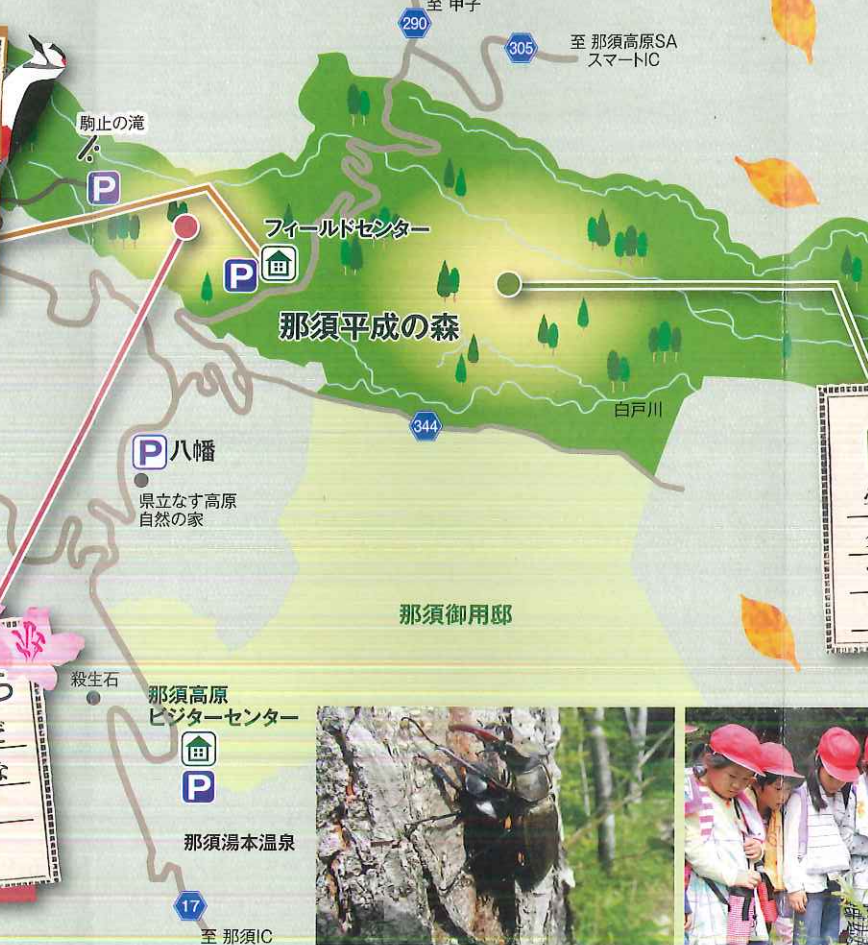 至 甲子
290
305
至 那須高原SA
スマートIC
駒止の滝
P
フィールドセンター
P
那須平成の森
白戸川
344
P 八幡
県立なす高原
自然の家
那須御用邸
殺生石
那須高原
ビジターセンター
P
那須湯本温泉
17
至 那須IC